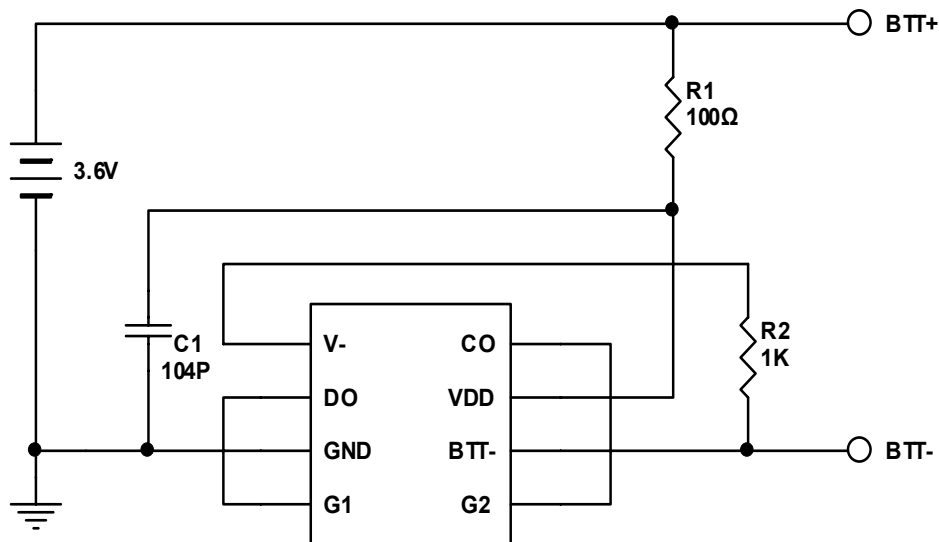 BTT+
R1
100Ω
3.6V
C1
104P
R2
1K
V-
CO
DO
VDD
GND
BTT-
BTT-
G1
G2